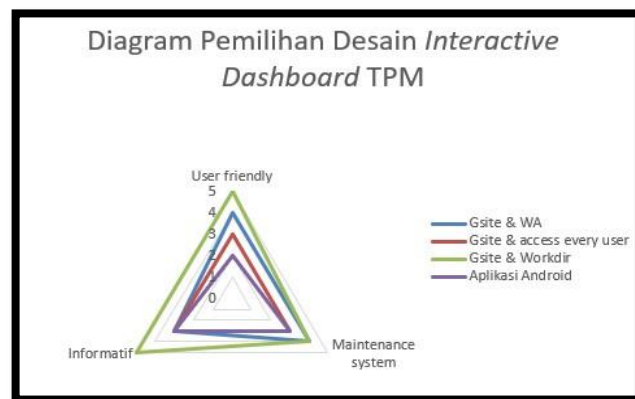 Diagram Pemilihan Desain Interactive
Dashboard TPM
User friendly
5
4
3
2
1
0
Informatif
Maintenance
system
Gsite & WA
Gsite & access every user
Gsite & Workdir
Aplikasi Android